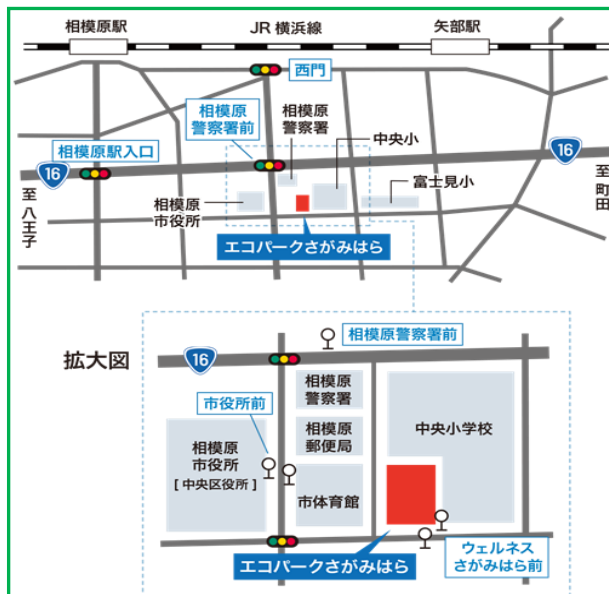 相模原駅
JR 横浜線
矢部駅
西門
相模原
警察署前
相模原
警察署
中央小
相模原駅入口
16
16
至 八王子
至 町田
相模原
市役所
富士見小
エコパークさがみはら
拡大図
16
相模原警察署前
相模原
警察署
市役所前
相模原
郵便局
中央小学校
相模原
市役所
[ 中央区役所 ]
市体育館
エコパークさがみはら
ウェルネス
さがみはら前